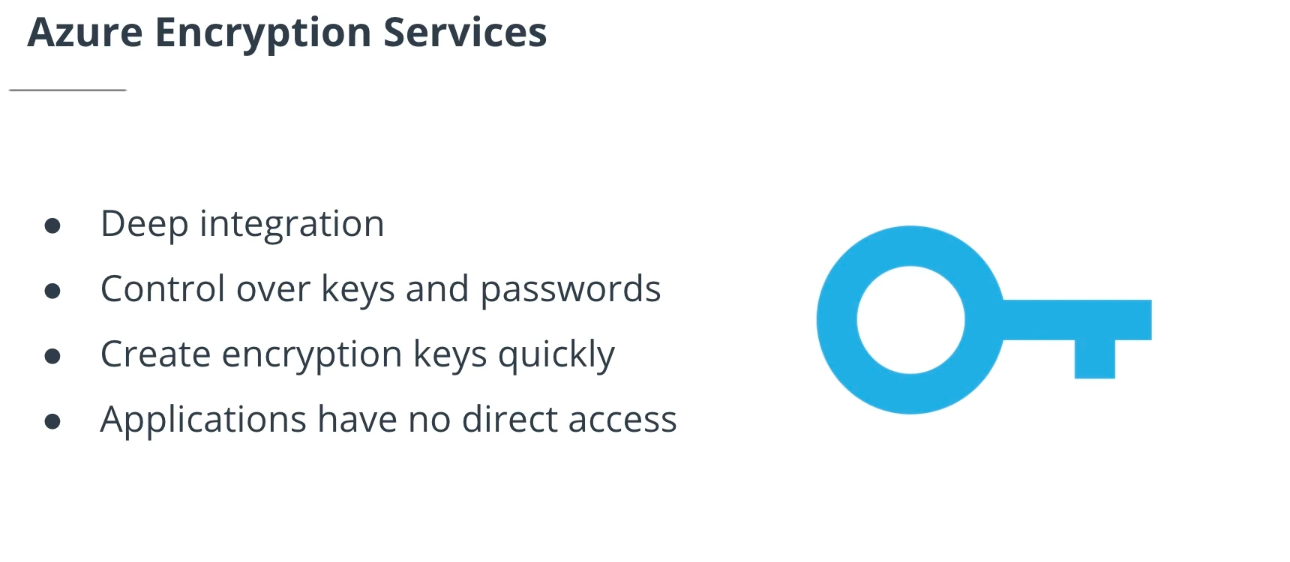 Azure Encryption Services
● Deep integration
● Control over keys and passwords
● Create encryption keys quickly
● Applications have no direct access